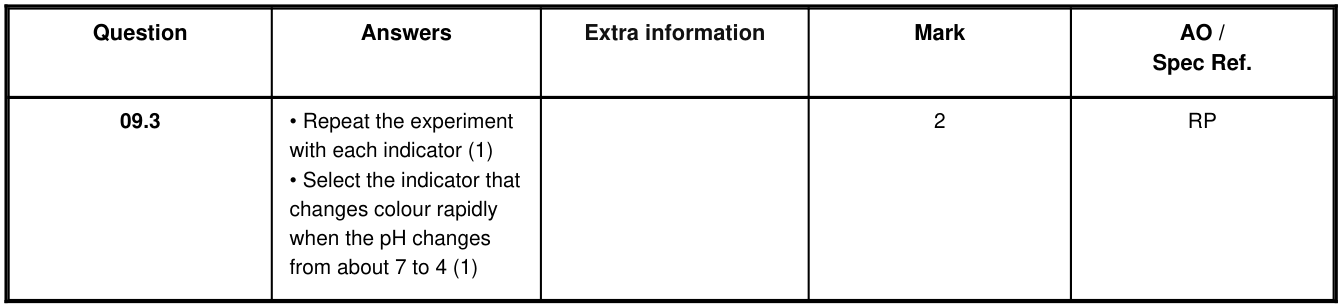 Question Answers Extra information Mark AO /
Spec Ref.
09.3 • Repeat the experiment 2 RP
with each indicator (1)
• Select the indicator that
changes colour rapidly
when the pH changes
from about 7 to 4 (1)